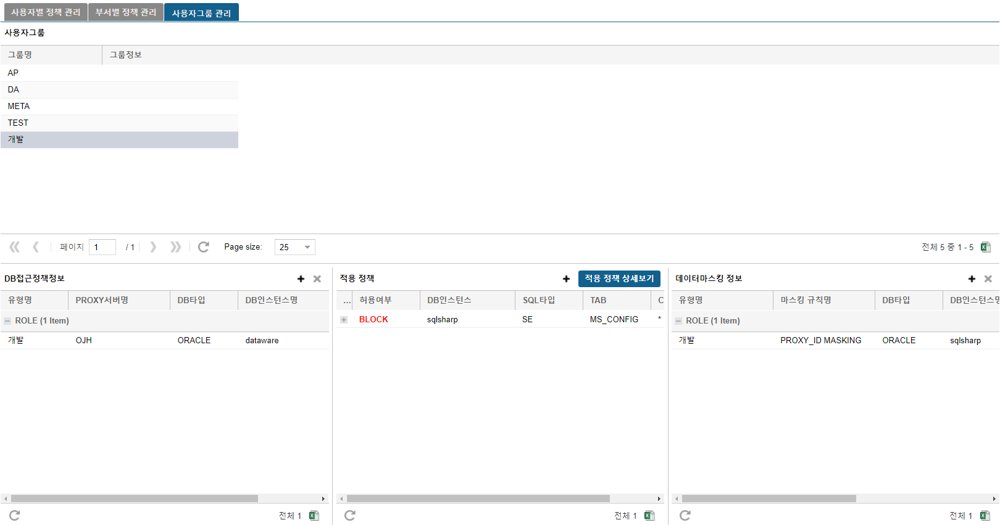 사용자별 정책 관리 부서별 정책 관리 사용자그룹 관리
사용자그룹
그룹명 그룹정보
AP
DA
META
TEST
개발
페이지 1 / 1 Page size: 25 전체 5 중 1 - 5
DB접근정책정보
유형명 PROXY서버명 DB타입 DB인스턴스명
ROLE (1 Item)
개발 OJH ORACLE dataware
전체 1
적용 정책 적용 정책 상세보기
... 허용여부 DB인스턴스 SQL타입 TAB C
BLOCK sqlsharp SE MS_CONFIG *
전체 1
데이터마스킹 정보
유형명 마스킹 규칙명 DB타입 DB인스턴스명
ROLE (1 Item)
개발 PROXY_ID MASKING ORACLE sqlsharp
전체 1